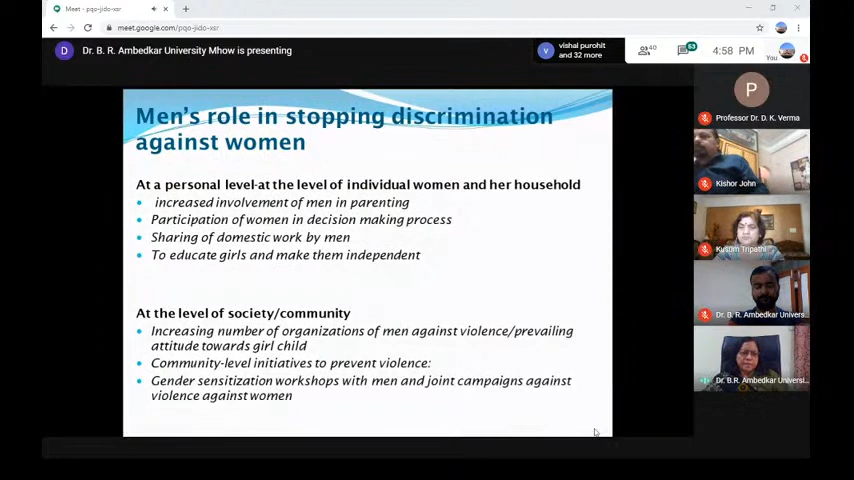 Meet - pqo-jido-xsr
meet.google.com/pqo-jido-xsr
D
Dr. B. R. Ambedkar University Mhow is presenting
v
vishal purohit
and 32 more
40
53
4:58 PM
You
Men's role in stopping discrimination
against women
At a personal level-at the level of individual women and her household
• increased involvement of men in parenting
• Participation of women in decision making process
• Sharing of domestic work by men
• To educate girls and make them independent
At the level of society/community
• Increasing number of organizations of men against violence/prevailing
attitude towards girl child
• Community-level initiatives to prevent violence:
• Gender sensitization workshops with men and joint campaigns against
violence against women
P
Professor Dr. D. K. Verma
Kishor John
Kusum Tripathi
Dr. B. R. Ambedkar Univers...
Dr. B.R. Ambedkar Universi...